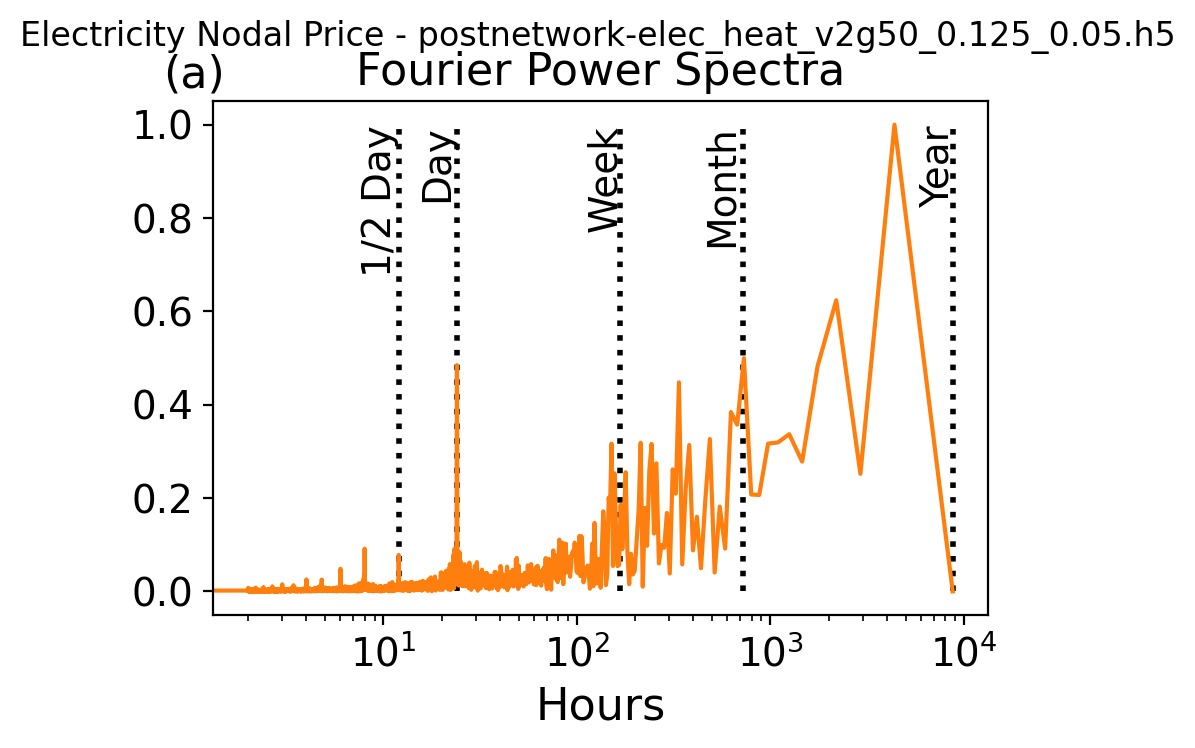 Electricity Nodal Price - postnetwork-elec_heat_v2g50_0.125_0.05.h5
(a)
Fourier Power Spectra
1.0
0.8
0.6
0.4
0.2
0.0
1/2 Day
Day
Week
Month
Year
10¹
10²
10³
10⁴
Hours